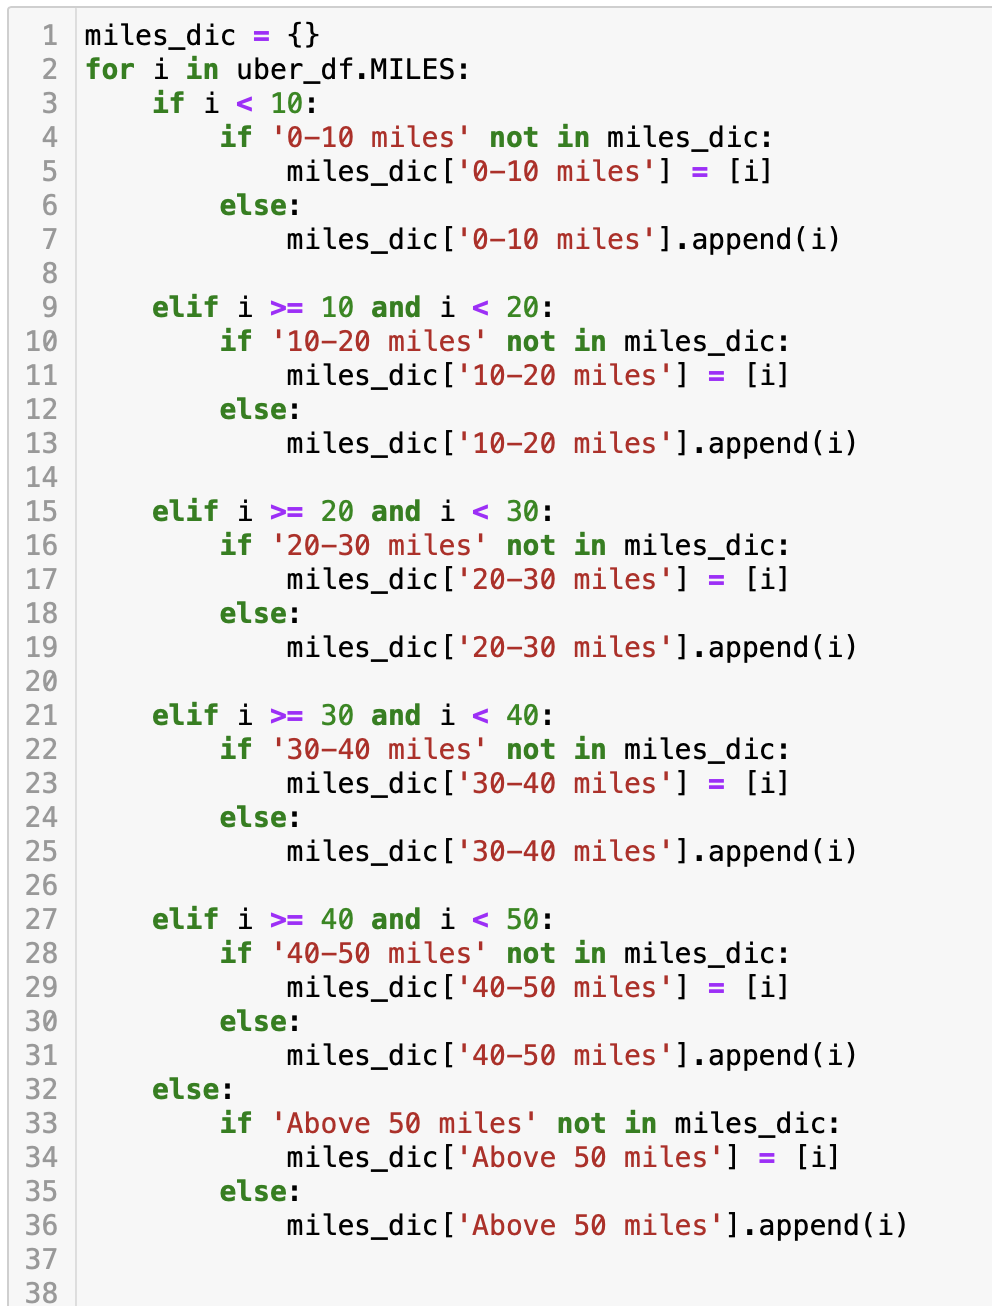 1 miles_dic = {}
2 for i in uber_df.MILES:
3     if i < 10:
4         if '0-10 miles' not in miles_dic:
5             miles_dic['0-10 miles'] = [i]
6         else:
7             miles_dic['0-10 miles'].append(i)
8
9     elif i >= 10 and i < 20:
10         if '10-20 miles' not in miles_dic:
11             miles_dic['10-20 miles'] = [i]
12         else:
13             miles_dic['10-20 miles'].append(i)
14
15     elif i >= 20 and i < 30:
16         if '20-30 miles' not in miles_dic:
17             miles_dic['20-30 miles'] = [i]
18         else:
19             miles_dic['20-30 miles'].append(i)
20
21     elif i >= 30 and i < 40:
22         if '30-40 miles' not in miles_dic:
23             miles_dic['30-40 miles'] = [i]
24         else:
25             miles_dic['30-40 miles'].append(i)
26
27     elif i >= 40 and i < 50:
28         if '40-50 miles' not in miles_dic:
29             miles_dic['40-50 miles'] = [i]
30         else:
31             miles_dic['40-50 miles'].append(i)
32     else:
33         if 'Above 50 miles' not in miles_dic:
34             miles_dic['Above 50 miles'] = [i]
35         else:
36             miles_dic['Above 50 miles'].append(i)
37
38